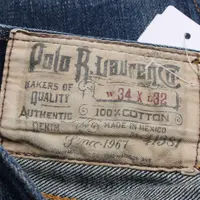 Polo R. Lauren Co
MAKERS OF QUALITY
W 34 X L 32
100% COTTON
AUTHENTIC DENIM
MADE IN MEXICO
Since 1967